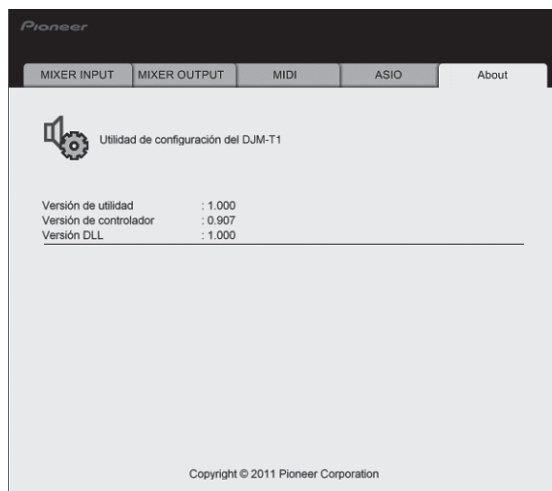 Pioneer
MIXER INPUT MIXER OUTPUT MIDI ASIO About
Utilidad de configuración del DJM-T1
Versión de utilidad : 1.000
Versión de controlador : 0.907
Versión DLL : 1.000
Copyright © 2011 Pioneer Corporation